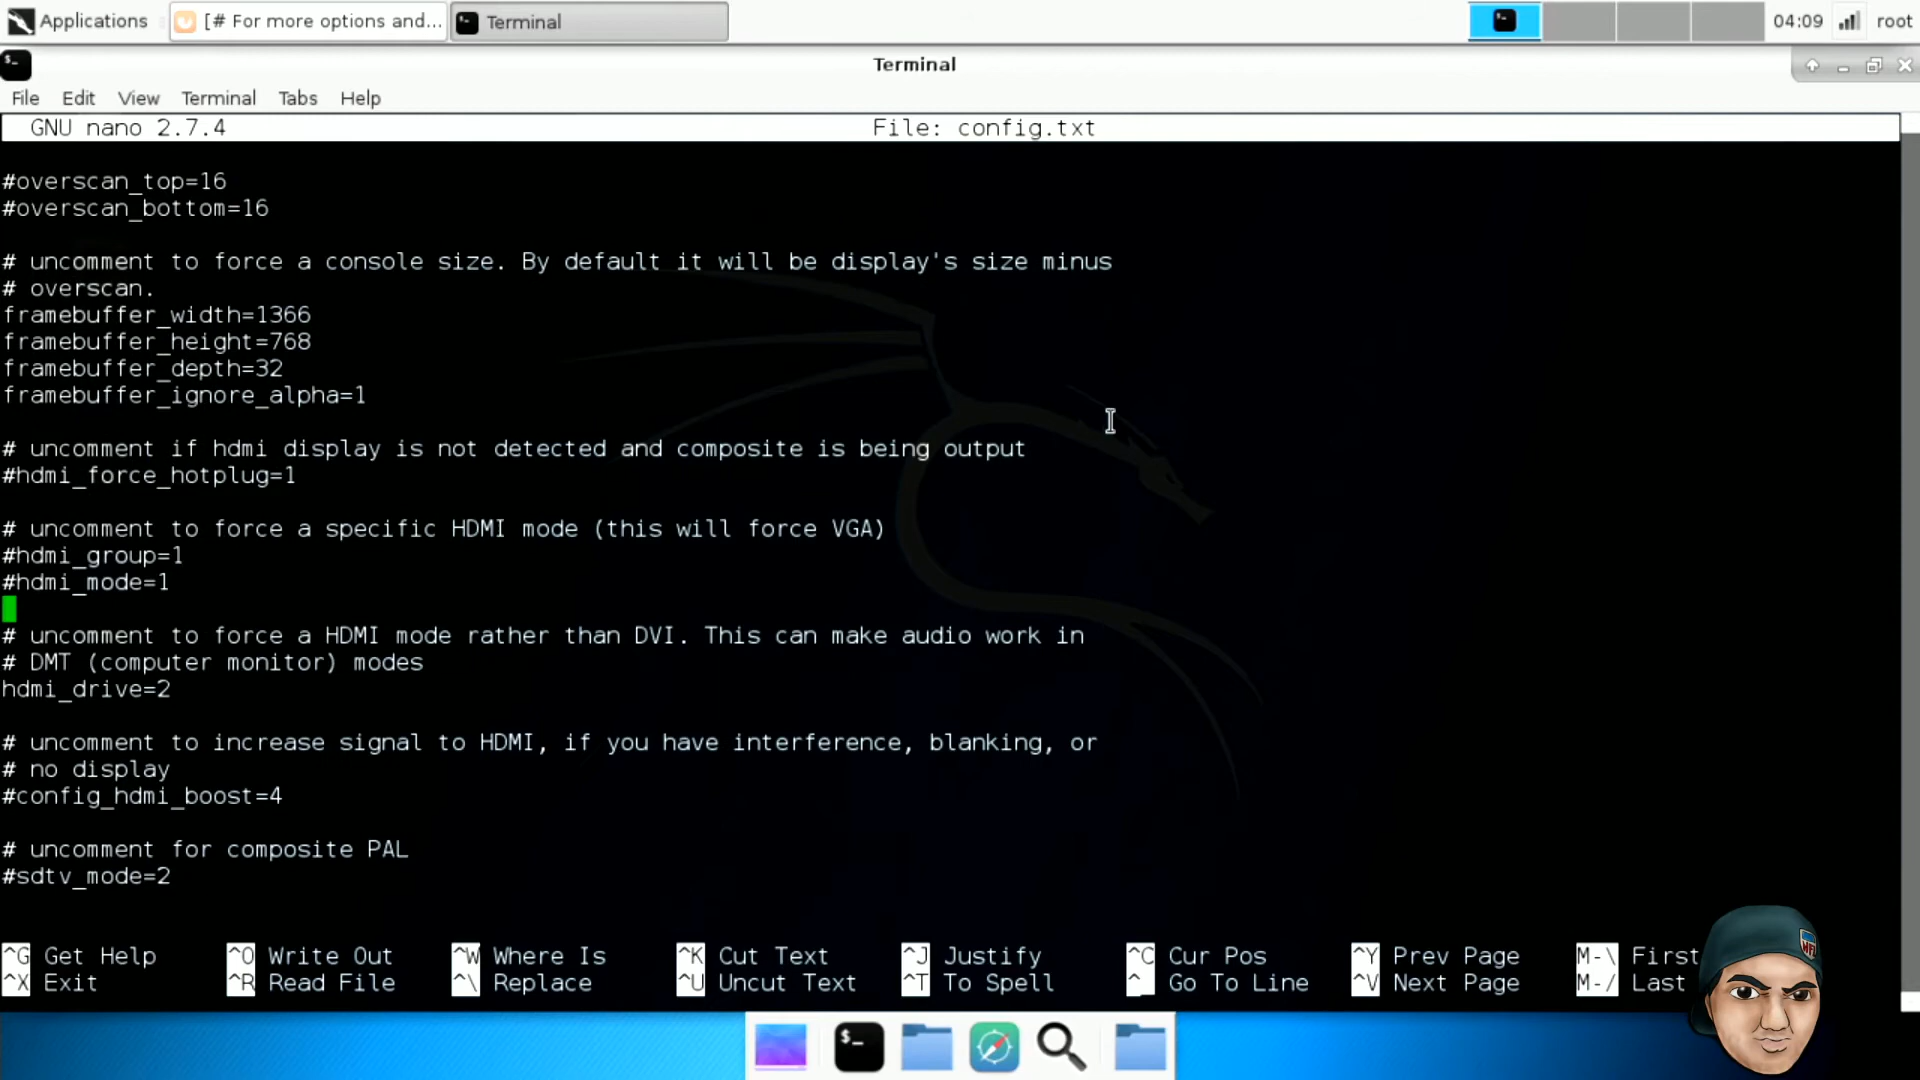 Applications
[# For more options and...
Terminal
04:09
root
Terminal
File Edit View Terminal Tabs Help
GNU nano 2.7.4
File: config.txt
#overscan_top=16
#overscan_bottom=16
# uncomment to force a console size. By default it will be display's size minus
# overscan.
framebuffer_width=1366
framebuffer_height=768
framebuffer_depth=32
framebuffer_ignore_alpha=1
# uncomment if hdmi display is not detected and composite is being output
#hdmi_force_hotplug=1
# uncomment to force a specific HDMI mode (this will force VGA)
#hdmi_group=1
#hdmi_mode=1
# uncomment to force a HDMI mode rather than DVI. This can make audio work in
# DMT (computer monitor) modes
hdmi_drive=2
# uncomment to increase signal to HDMI, if you have interference, blanking, or
# no display
#config_hdmi_boost=4
# uncomment for composite PAL
#sdtv_mode=2
^G Get Help ^O Write Out ^W Where Is ^K Cut Text ^J Justify ^C Cur Pos ^Y Prev Page M-\ First
^X Exit ^R Read File ^\ Replace ^U Uncut Text ^T To Spell ^_ Go To Line ^V Next Page M-/ Last